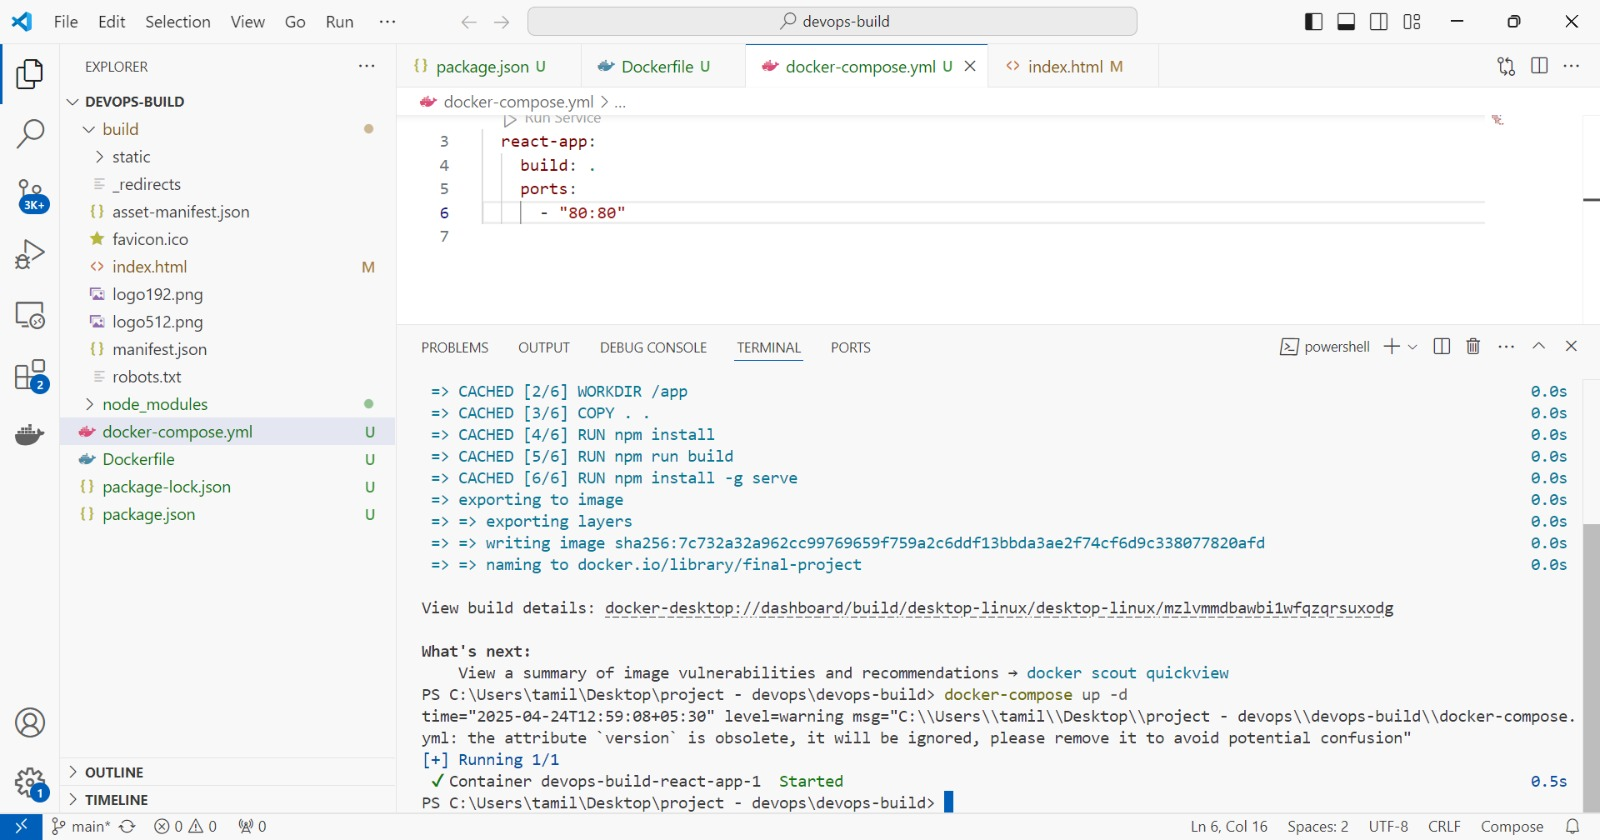 File Edit Selection View Go Run ··· devops-build
EXPLORER ···
DEVOPS-BUILD
build
static
_redirects
asset-manifest.json
favicon.ico
index.html M
logo192.png
logo512.png
manifest.json
robots.txt
node_modules
docker-compose.yml U
Dockerfile U
package-lock.json U
package.json U
OUTLINE
TIMELINE
3K+
2
1
package.json U Dockerfile U docker-compose.yml U index.html M
docker-compose.yml > ...
Run Service
3 react-app:
4 build: .
5 ports:
6 - "80:80"
7
PROBLEMS OUTPUT DEBUG CONSOLE TERMINAL PORTS powershell
=> CACHED [2/6] WORKDIR /app 0.0s
=> CACHED [3/6] COPY . . 0.0s
=> CACHED [4/6] RUN npm install 0.0s
=> CACHED [5/6] RUN npm run build 0.0s
=> CACHED [6/6] RUN npm install -g serve 0.0s
=> exporting to image 0.0s
=> => exporting layers 0.0s
=> => writing image sha256:7c732a32a962cc99769659f759a2c6ddf13bbda3ae2f74cf6d9c338077820afd 0.0s
=> => naming to docker.io/library/final-project 0.0s
View build details: docker-desktop://dashboard/build/desktop-linux/desktop-linux/mzlvmmdbawbi1wfqzqrsuxodg
What's next:
View a summary of image vulnerabilities and recommendations → docker scout quickview
PS C:\Users\tamil\Desktop\project - devops\devops-build> docker-compose up -d
time="2025-04-24T12:59:08+05:30" level=warning msg="C:\\Users\\tamil\\Desktop\\project - devops\\devops-build\\docker-compose.
yml: the attribute `version` is obsolete, it will be ignored, please remove it to avoid potential confusion"
[+] Running 1/1
✓ Container devops-build-react-app-1 Started 0.5s
PS C:\Users\tamil\Desktop\project - devops\devops-build>
main* 0 0 0 Ln 6, Col 16 Spaces: 2 UTF-8 CRLF Compose